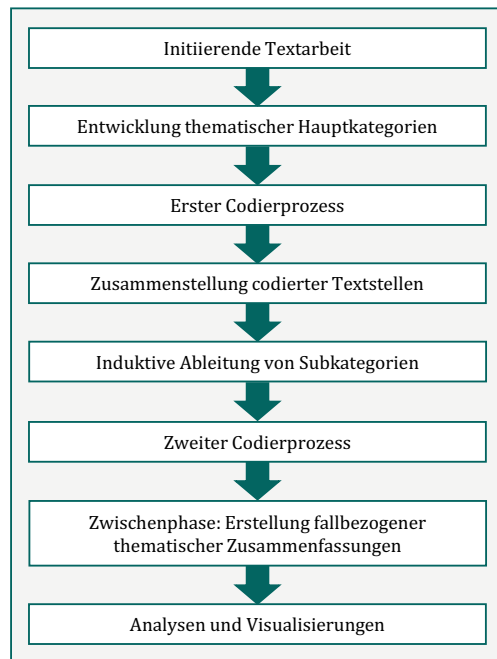 Initiierende Textarbeit
Entwicklung thematischer Hauptkategorien
Erster Codierprozess
Zusammenstellung codierter Textstellen
Induktive Ableitung von Subkategorien
Zweiter Codierprozess
Zwischenphase: Erstellung fallbezogener
thematischer Zusammenfassungen
Analysen und Visualisierungen